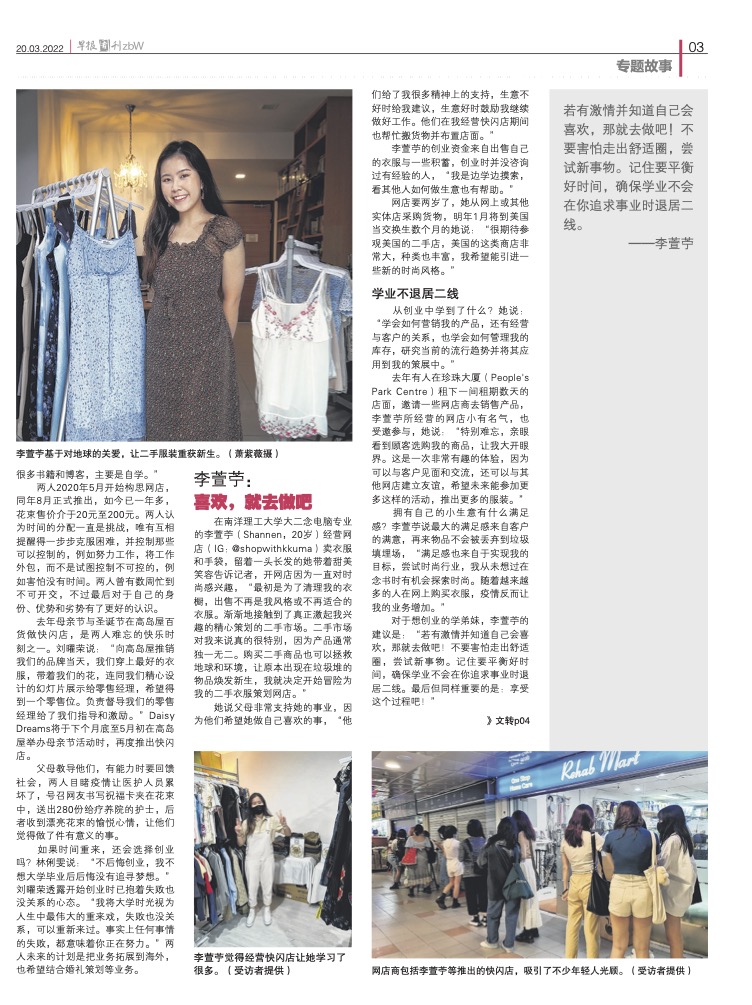 20.03.2022
早报周刊zbW
03
专题故事
李萱苧基于对地球的关爱，让二手服装重获新生。（萧紫薇摄）
很多书籍和博客，主要是自学。”
两人2020年5月开始构思网店，
同年8月正式推出，如今已一年多，
花束售价介于20元至200元。两人认
为时间的分配一直是挑战，唯有互相
提醒得一步步克服困难，并控制那些
可以控制的，例如努力工作，将工作
外包，而不是试图控制不可控的，例
如害怕没有时间。两人曾有数周忙到
不可开交，不过最后对于自己的身
份、优势和劣势有了更好的认识。
去年母亲节与圣诞节在高岛屋百
货做快闪店，是两人难忘的快乐时
刻之一。刘曜荣说：“向高岛屋推销
我们的品牌当天，我们穿上最好的衣
服，带着我们的花，连同我们精心设
计的幻灯片展示给零售经理，希望得
到一个零售位。负责督导我们的零售
经理给了我们指导和激励。”Daisy
Dreams将于下个月底至5月初在高岛
屋举办母亲节活动时，再度推出快闪
店。
父母教导他们，有能力时要回馈
社会，两人目睹疫情让医护人员累
坏了，号召网友书写祝福卡夹在花束
中，送出280份给疗养院的护士，后
者收到漂亮花束的愉悦心情，让他们
觉得做了件有意义的事。
如果时间重来，还会选择创业
吗？林俐雯说：“不后悔创业，我不
想大学毕业后后悔没有追寻梦想。”
刘曜荣透露开始创业时已抱着失败也
没关系的心态。“我将大学时光视为
人生中最伟大的重来戏，失败也没关
系，可以重新来过。事实上任何事情
的失败，都意味着你正在努力。”两
人未来的计划是把业务拓展到海外，
也希望结合婚礼策划等业务。
李萱苧：
喜欢，就去做吧
在南洋理工大学大二念电脑专业
的李萱苧（Shannen，20岁）经营网
店（IG：@shopwithkkuma）卖衣服
和手袋，留着一头长发的她带着甜美
笑容告诉记者，开网店因为一直对时
尚感兴趣，“最初是为了清理我的衣
橱，出售不再是我风格或不再适合的
衣服。渐渐地接触到了真正激起我兴
趣的精心策划的二手市场。二手市场
对我来说真的很特别，因为产品通常
独一无二。购买二手商品也可以拯救
地球和环境，让原本出现在垃圾堆的
物品焕发新生，我就决定开始冒险为
我的二手衣服策划网店。”
她说父母非常支持她的事业，因
为他们希望她做自己喜欢的事，“他
们给了我很多精神上的支持，生意不
好时给我建议，生意好时鼓励我继续
做好工作。他们在我经营快闪店期间
也帮忙搬货物并布置店面。”
李萱苧的创业资金来自出售自己
的衣服与一些积蓄，创业时并没咨询
过有经验的人，“我是边学边摸索，
看其他人如何做生意也有帮助。”
网店要两岁了，她从网上或其他
实体店采购货物，明年1月将到美国
当交换生数个月的她说：“很期待参
观美国的二手店，美国的这类商店非
常大，种类也丰富，我希望能引进一
些新的时尚风格。”
学业不退居二线
从创业中学到了什么？她说：
“学会如何营销我的产品，还有经营
与客户的关系，也学会如何管理我的
库存，研究当前的流行趋势并将其应
用到我的策展中。”
去年有人在珍珠大厦（People's
Park Centre）租下一间租期数天的
店面，邀请一些网店商去销售产品，
李萱苧所经营的网店小有名气，也
受邀参与，她说：“特别难忘，亲眼
看到顾客选购我的商品，让我大开眼
界。这是一次非常有趣的体验，因为
可以与客户见面和交流，还可以与其
他网店建立友谊，希望未来能参加更
多这样的活动，推出更多的服装。”
拥有自己的小生意有什么满足
感？李萱苧说最大的满足感来自客户
的满意，再来物品不会被丢弃到垃圾
填埋场，“满足感也来自于实现我的
目标，尝试时尚行业，我从未想过在
念书时有机会探索时尚。随着越来越
多的人在网上购买衣服，疫情反而让
我的业务增加。”
对于想创业的学弟妹，李萱苧的
建议是：“若有激情并知道自己会喜
欢，那就去做吧！不要害怕走出舒适
圈，尝试新事物。记住要平衡好时
间，确保学业不会在你追求事业时退
居二线。最后但同样重要的是：享受
这个过程吧！”
》文转p04
若有激情并知道自己会
喜欢，那就去做吧！不
要害怕走出舒适圈，尝
试新事物。记住要平衡
好时间，确保学业不会
在你追求事业时退居二
线。
——李萱苧
李萱苧觉得经营快闪店让她学习了
很多。（受访者提供）
One Stop
Home Care
Rehab Mart
网店商包括李萱苧等推出的快闪店，吸引了不少年轻人光顾。（受访者提供）